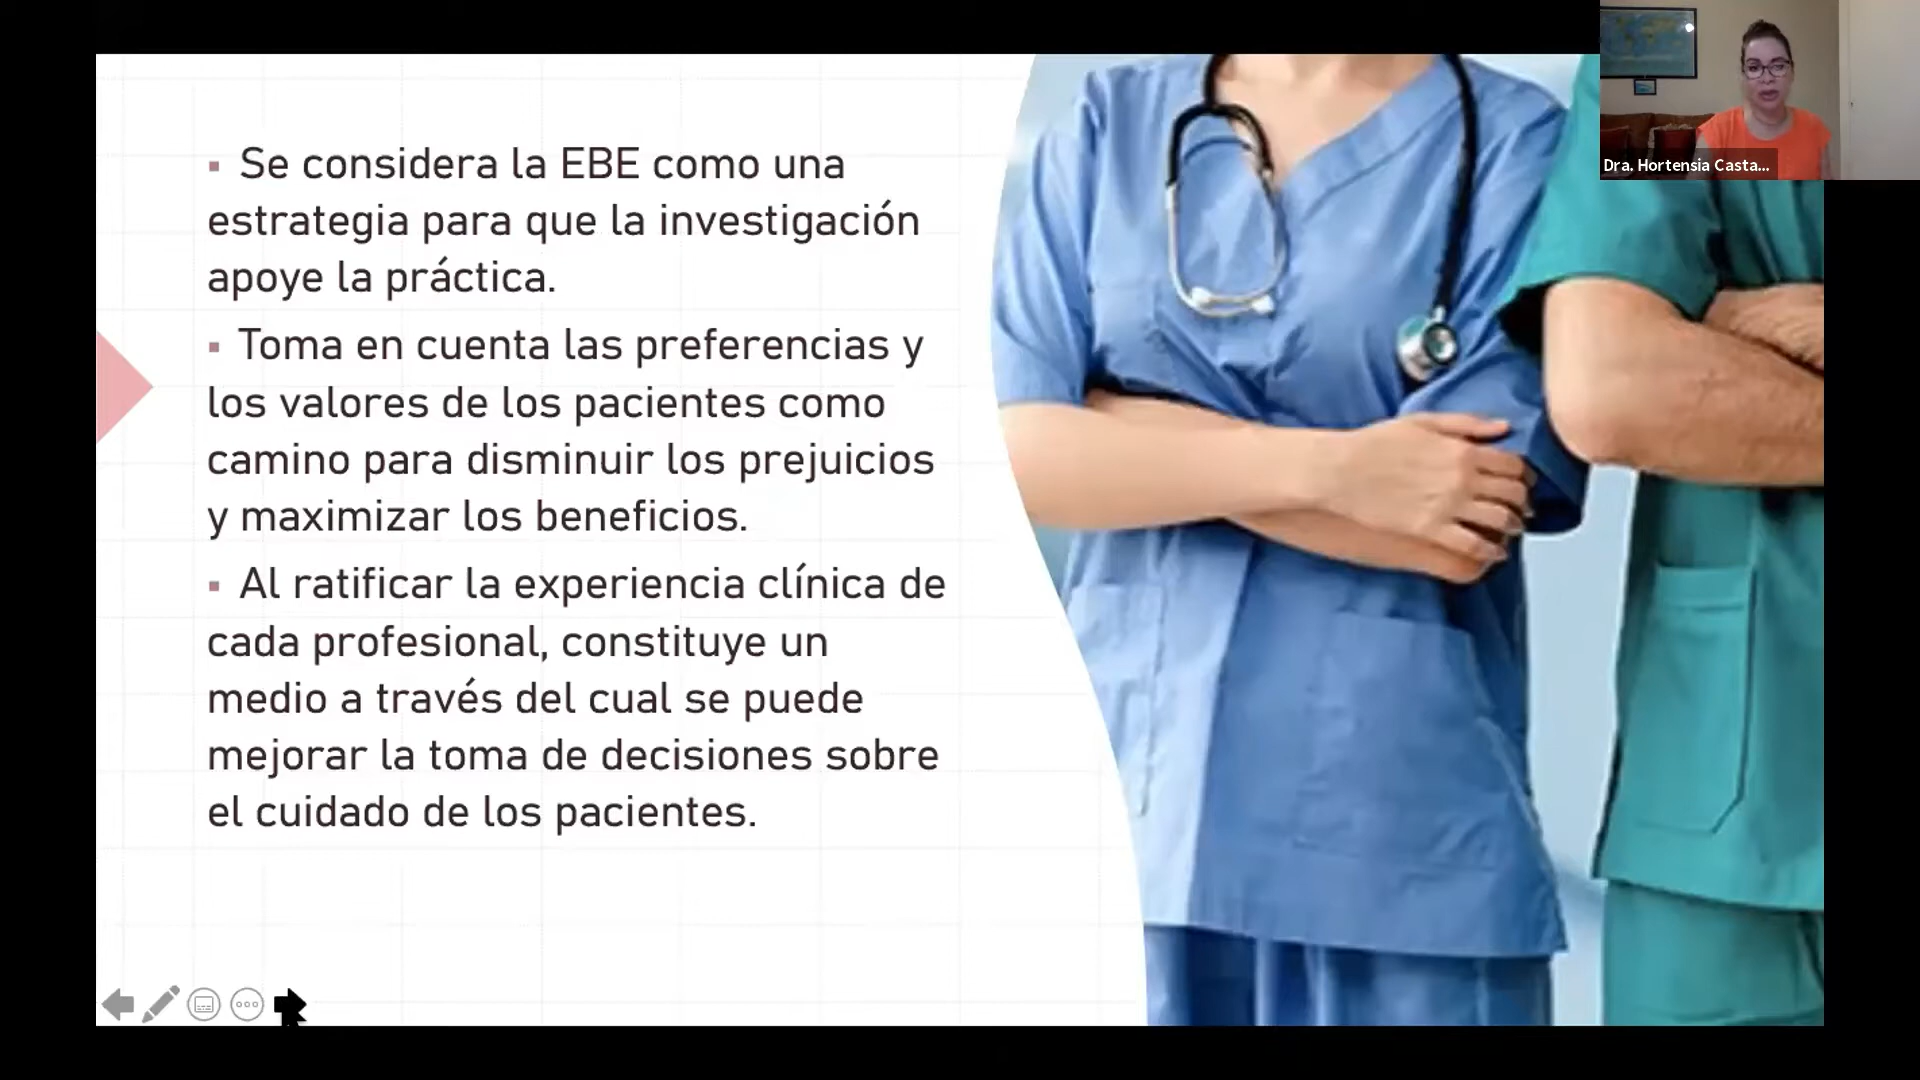 ▪ Se considera la EBE como una
estrategia para que la investigación
apoye la práctica.
▪ Toma en cuenta las preferencias y
los valores de los pacientes como
camino para disminuir los prejuicios
y maximizar los beneficios.
▪ Al ratificar la experiencia clínica de
cada profesional, constituye un
medio a través del cual se puede
mejorar la toma de decisiones sobre
el cuidado de los pacientes.
Dra. Hortensia Casta...